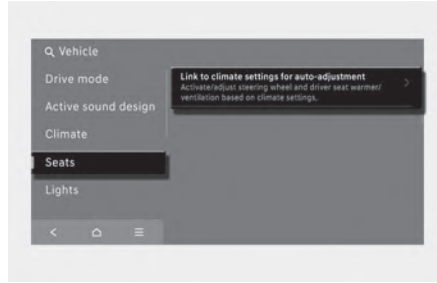 Vehicle
Drive mode
Active sound design
Climate
Seats
Lights
Link to climate settings for auto-adjustment
Activate/adjust steering wheel and driver seat warmer/
ventilation based on climate settings.